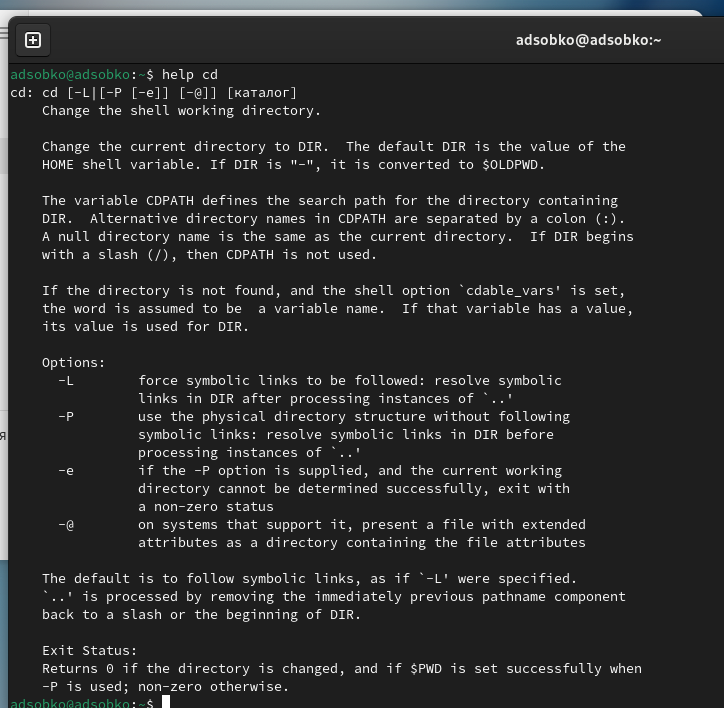 adsobko@adsobko:~
adsobko@adsobko:~$ help cd
cd: cd [-L|[-P [-e]] [-@]] [каталог]
    Change the shell working directory.

    Change the current directory to DIR.  The default DIR is the value of the
    HOME shell variable. If DIR is "-", it is converted to $OLDPWD.

    The variable CDPATH defines the search path for the directory containing
    DIR.  Alternative directory names in CDPATH are separated by a colon (:).
    A null directory name is the same as the current directory.  If DIR begins
    with a slash (/), then CDPATH is not used.

    If the directory is not found, and the shell option `cdable_vars' is set,
    the word is assumed to be  a variable name.  If that variable has a value,
    its value is used for DIR.

    Options:
      -L        force symbolic links to be followed: resolve symbolic
                links in DIR after processing instances of `..'
      -P        use the physical directory structure without following
                symbolic links: resolve symbolic links in DIR before
                processing instances of `..'
      -e        if the -P option is supplied, and the current working
                directory cannot be determined successfully, exit with
                a non-zero status
      -@        on systems that support it, present a file with extended
                attributes as a directory containing the file attributes

    The default is to follow symbolic links, as if `-L' were specified.
    `..' is processed by removing the immediately previous pathname component
    back to a slash or the beginning of DIR.

    Exit Status:
    Returns 0 if the directory is changed, and if $PWD is set successfully when
    -P is used; non-zero otherwise.
adsobko@adsobko:~$
я